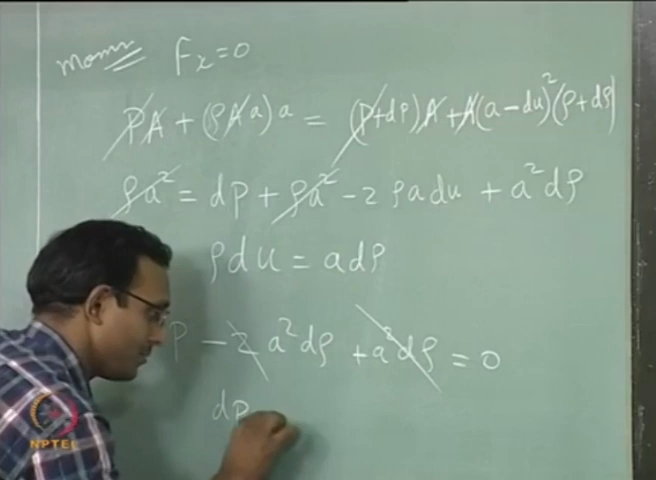 Momm Fx=0
PA + (ρAa)a = (P+dP)A + A(a-du)²(ρ+dρ)
ρa² = dp + ρa² - 2ρadu + a²dρ
ρdu = adρ
P - 2a²dρ + a²dρ = 0
dp
NPTEL